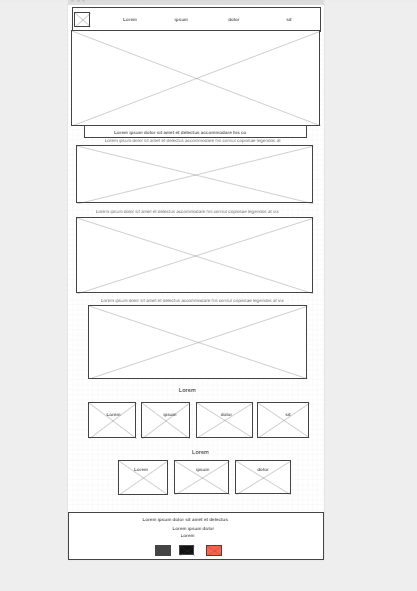 Lorem ipsum dolor sit
Lorem ipsum dolor sit amet et delectus accommodare his co
Lorem ipsum dolor sit amet et delectus accommodare his consul copiosae legendos at
Lorem ipsum dolor sit amet et delectus accommodare his consul copiosae legendos at vix
Lorem ipsum dolor sit amet et delectus accommodare his consul copiosae legendos at vix
Lorem
Lorem ipsum dolor sit
Lorem
Lorem ipsum dolor
Lorem ipsum dolor sit amet et delectus
Lorem ipsum dolor
Lorem